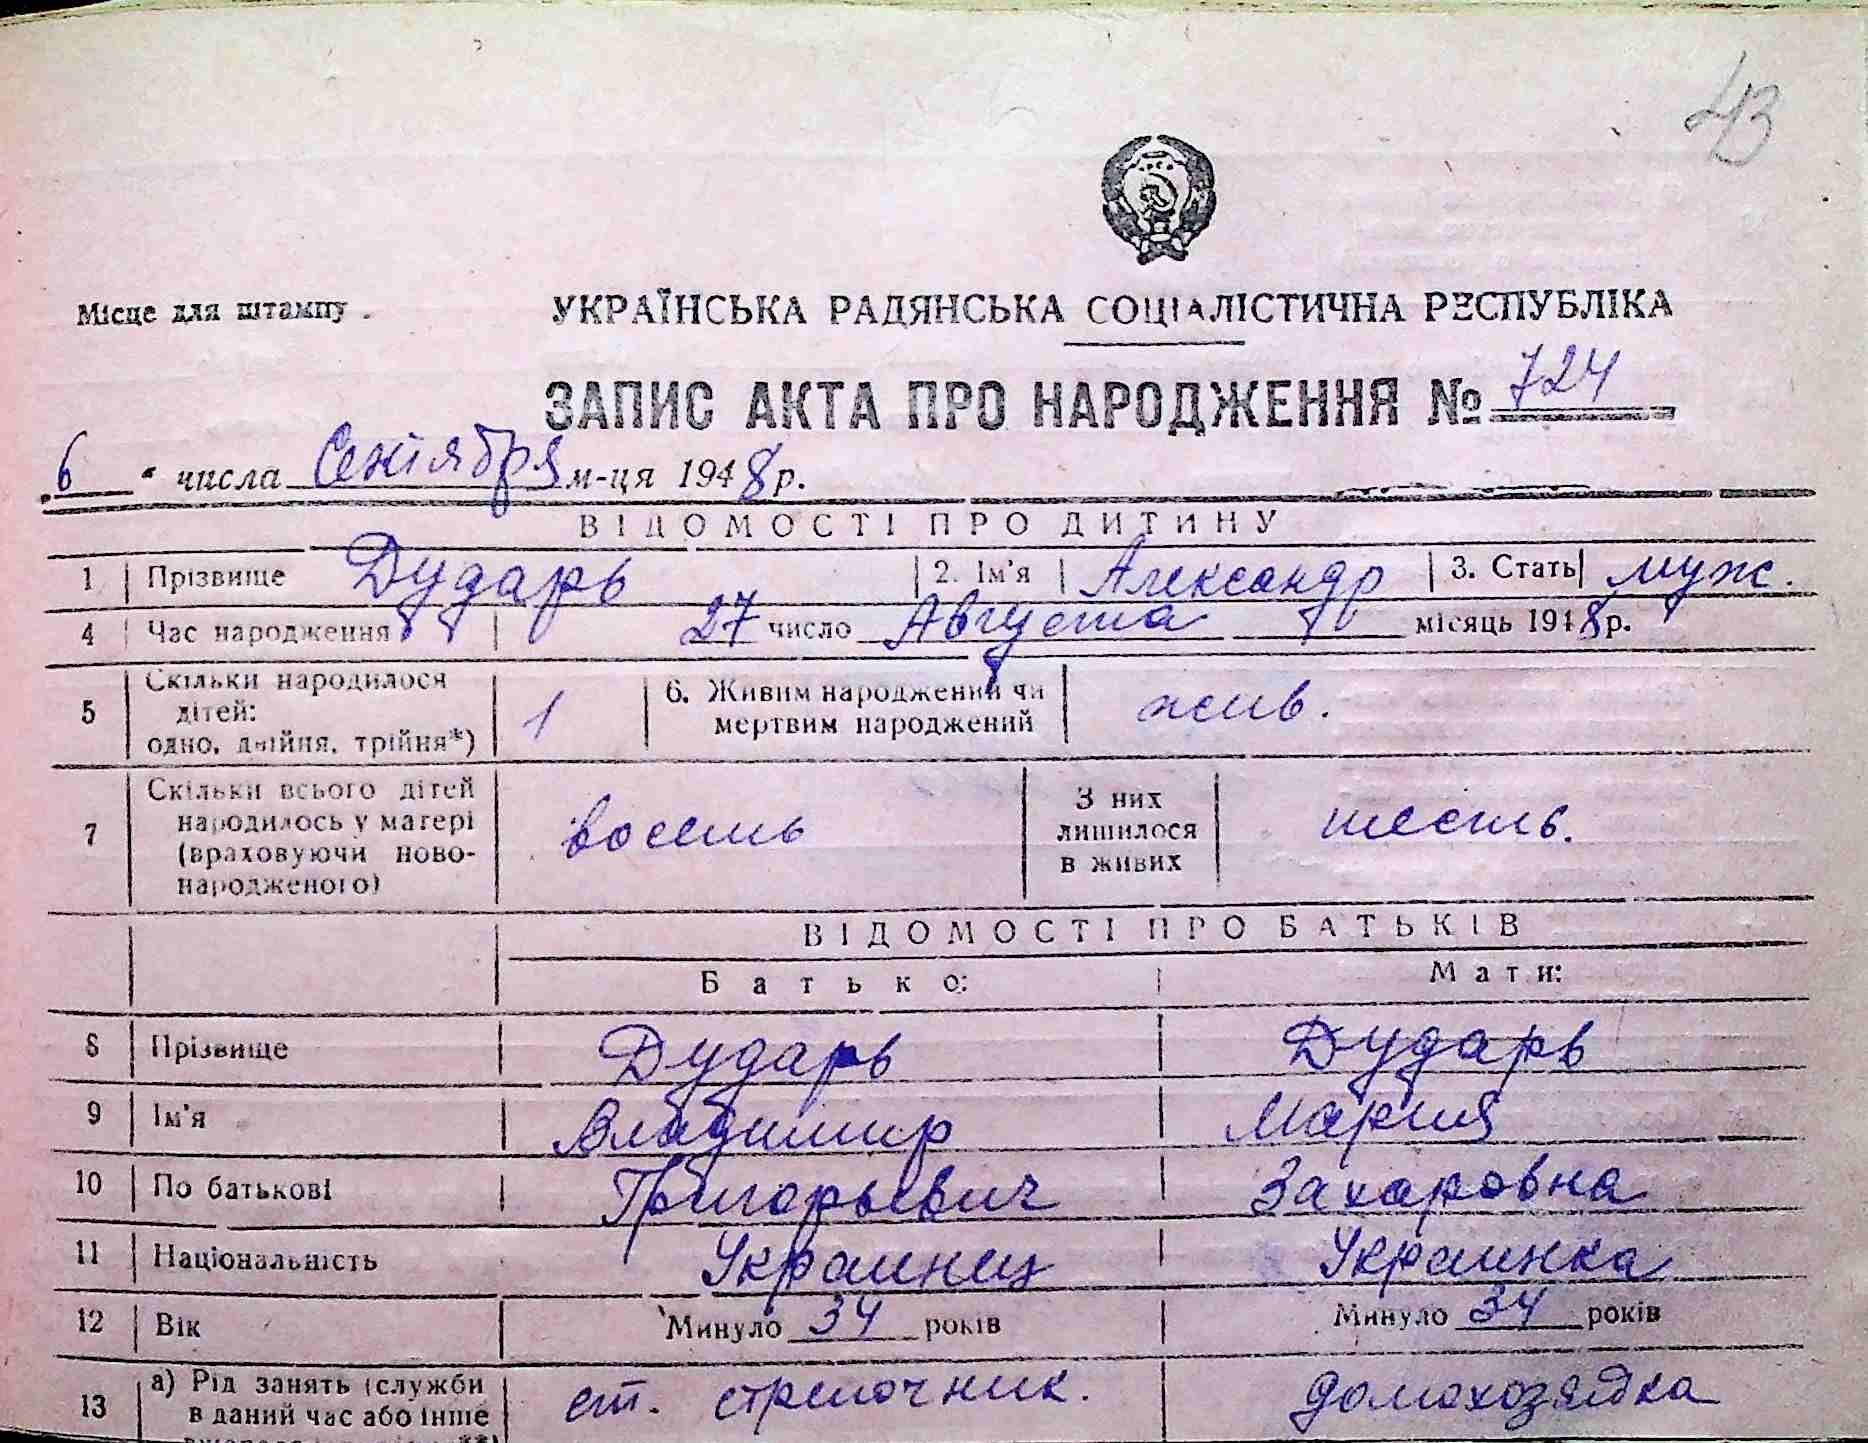 43
Місце для штампу.
УКРАЇНСЬКА РАДЯНСЬКА СОЦІАЛІСТИЧНА РЕСПУБЛІКА
ЗАПИС АКТА ПРО НАРОДЖЕННЯ № 724
6 " числа Сентября м-ця 1948 р.
ВІДОМОСТІ ПРО ДИТИНУ
1 Прізвище Дударь 2. Ім'я Александр 3. Стать муж.
4 Час народження 27 число Августа місяць 1948 р.
5 Скільки народилося дітей: одно, двійня, трійня*) 1 6. Живим народжений чи мертвим народжений жив.
7 Скільки всього дітей народилось у матері (враховуючи новонародженого) восемь З них лишилося в живих шесть.
ВІДОМОСТІ ПРО БАТЬКІВ
Батько: Мати:
8 Прізвище Дударь Дударь
9 Ім'я Владимир Мария
10 По батькові Григорьевич Захаровна
11 Національність Украинец Украинка
12 Вік Минуло 34 років Минуло 34 років
13 а) Рід занять (служби в даний час або інше ст. стрелочник. домохозядка